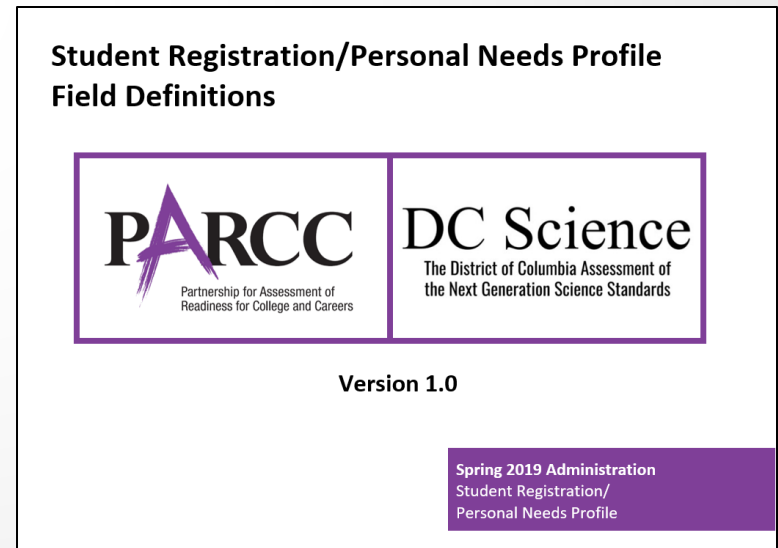 Student Registration/Personal Needs Profile
Field Definitions
PARCC
Partnership for Assessment of
Readiness for College and Careers
DC Science
The District of Columbia Assessment of
the Next Generation Science Standards
Version 1.0
Spring 2019 Administration
Student Registration/
Personal Needs Profile